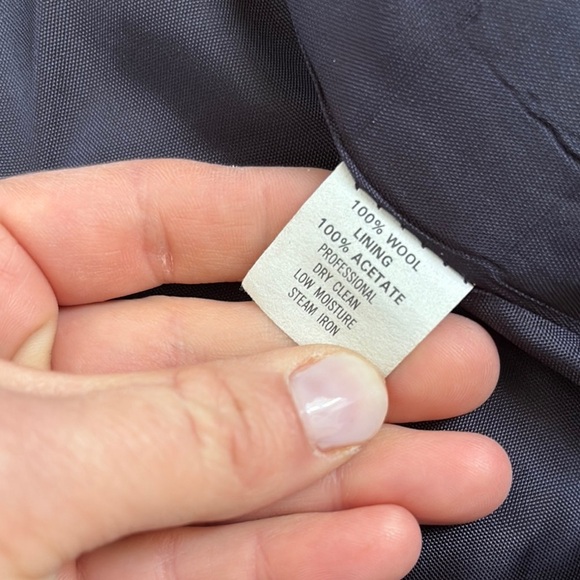 100% WOOL
LINING
100% ACETATE
PROFESSIONAL
DRY CLEAN
LOW MOISTURE
STEAM IRON